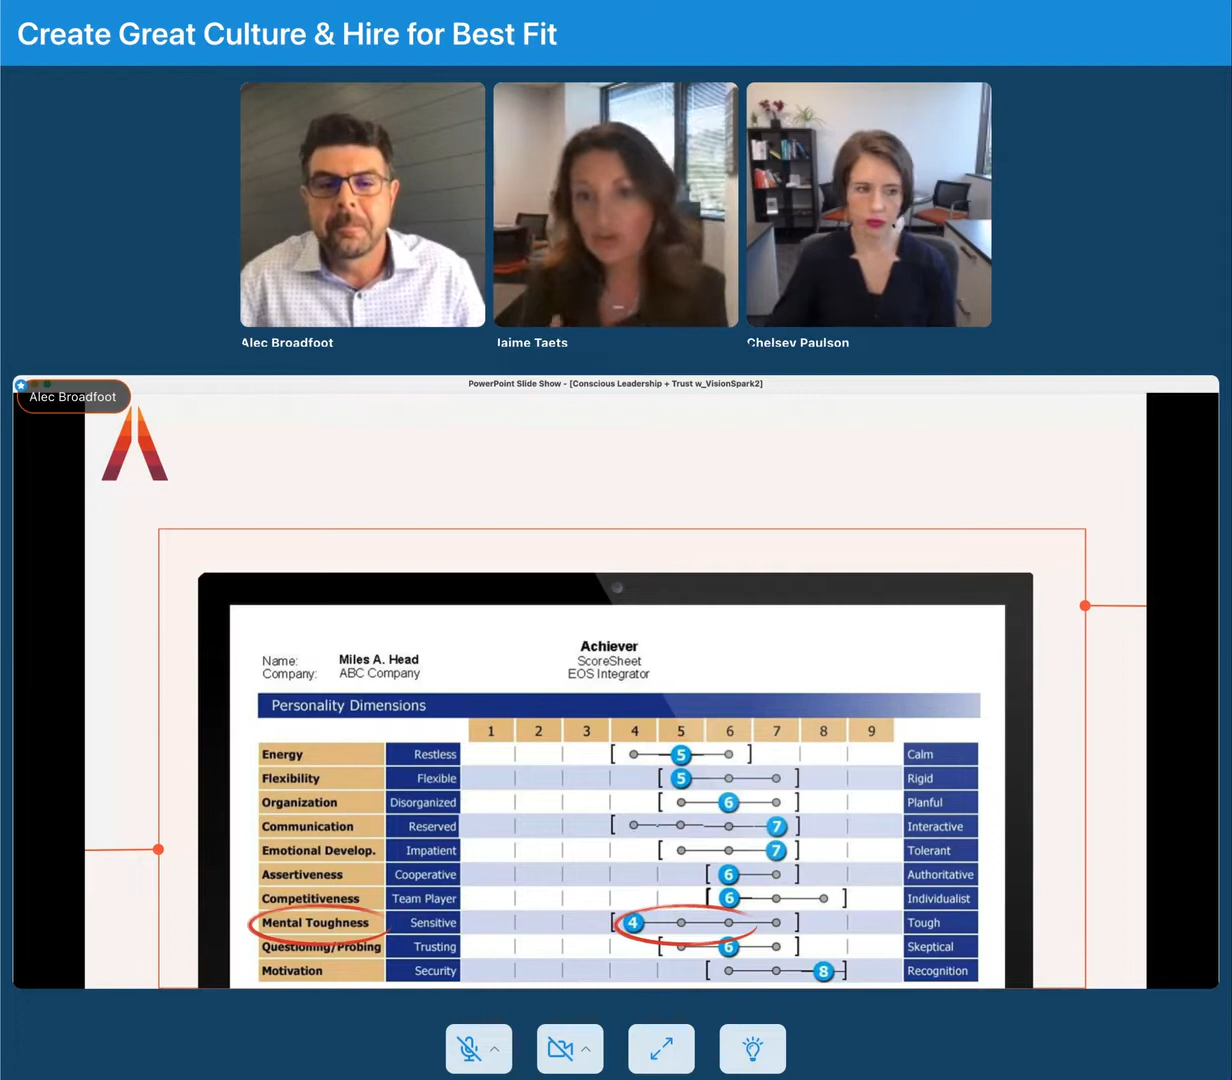 Create Great Culture & Hire for Best Fit
Alec Broadfoot
Jaime Taets
Chelsey Paulson
PowerPoint Slide Show - [Conscious Leadership + Trust w_VisionSpark2]
Alec Broadfoot
Achiever
Name: Miles A. Head ScoreSheet
Company: ABC Company EOS Integrator
Personality Dimensions
1 2 3 4 5 6 7 8 9
Energy Restless 5 Calm
Flexibility Flexible 5 Rigid
Organization Disorganized 6 Planful
Communication Reserved 7 Interactive
Emotional Develop. Impatient 7 Tolerant
Assertiveness Cooperative 6 Authoritative
Competitiveness Team Player 6 Individualist
Mental Toughness Sensitive 4 Tough
Questioning/Probing Trusting 6 Skeptical
Motivation Security 8 Recognition